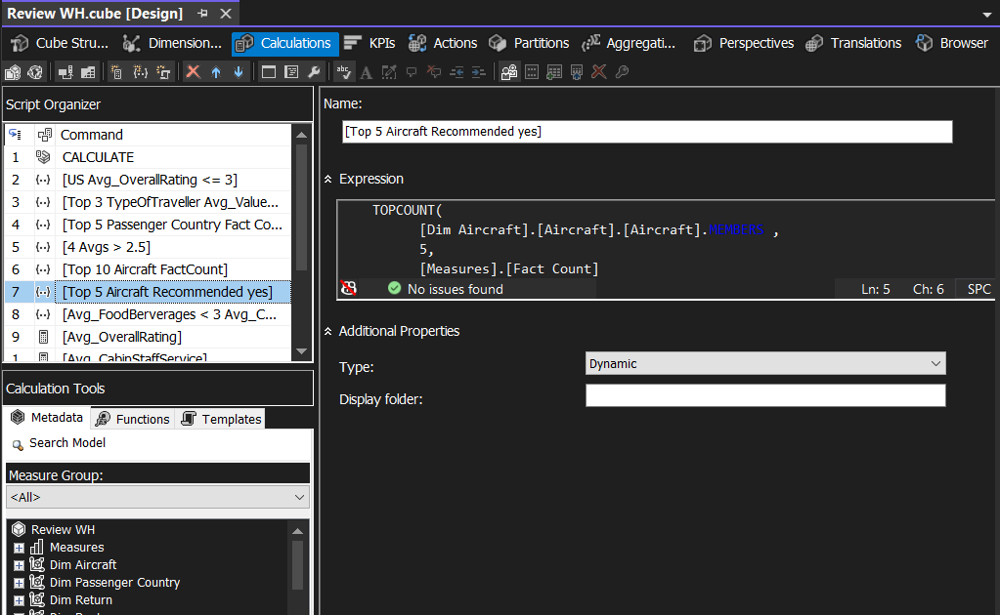 Review WH.cube [Design]
Cube Stru... Dimension... Calculations KPIs Actions Partitions Aggregati... Perspectives Translations Browser
Script Organizer
Command
1 CALCULATE
2 [US Avg_OverallRating <= 3]
3 [Top 3 TypeOfTraveller Avg_Value...
4 [Top 5 Passenger Country Fact Co...
5 [4 Avgs > 2.5]
6 [Top 10 Aircraft FactCount]
7 [Top 5 Aircraft Recommended yes]
8 [Avg_FoodBerverages < 3 Avg_C...
9 [Avg_OverallRating]
1 [Avg_CabinStaffService]
Calculation Tools
Metadata Functions Templates
Search Model
Measure Group:
<All>
Review WH
Measures
Dim Aircraft
Dim Passenger Country
Dim Return
Name:
[Top 5 Aircraft Recommended yes]
Expression
TOPCOUNT(
[Dim Aircraft].[Aircraft].[Aircraft].MEMBERS ,
5,
[Measures].[Fact Count]
No issues found Ln: 5 Ch: 6 SPC
Additional Properties
Type: Dynamic
Display folder: